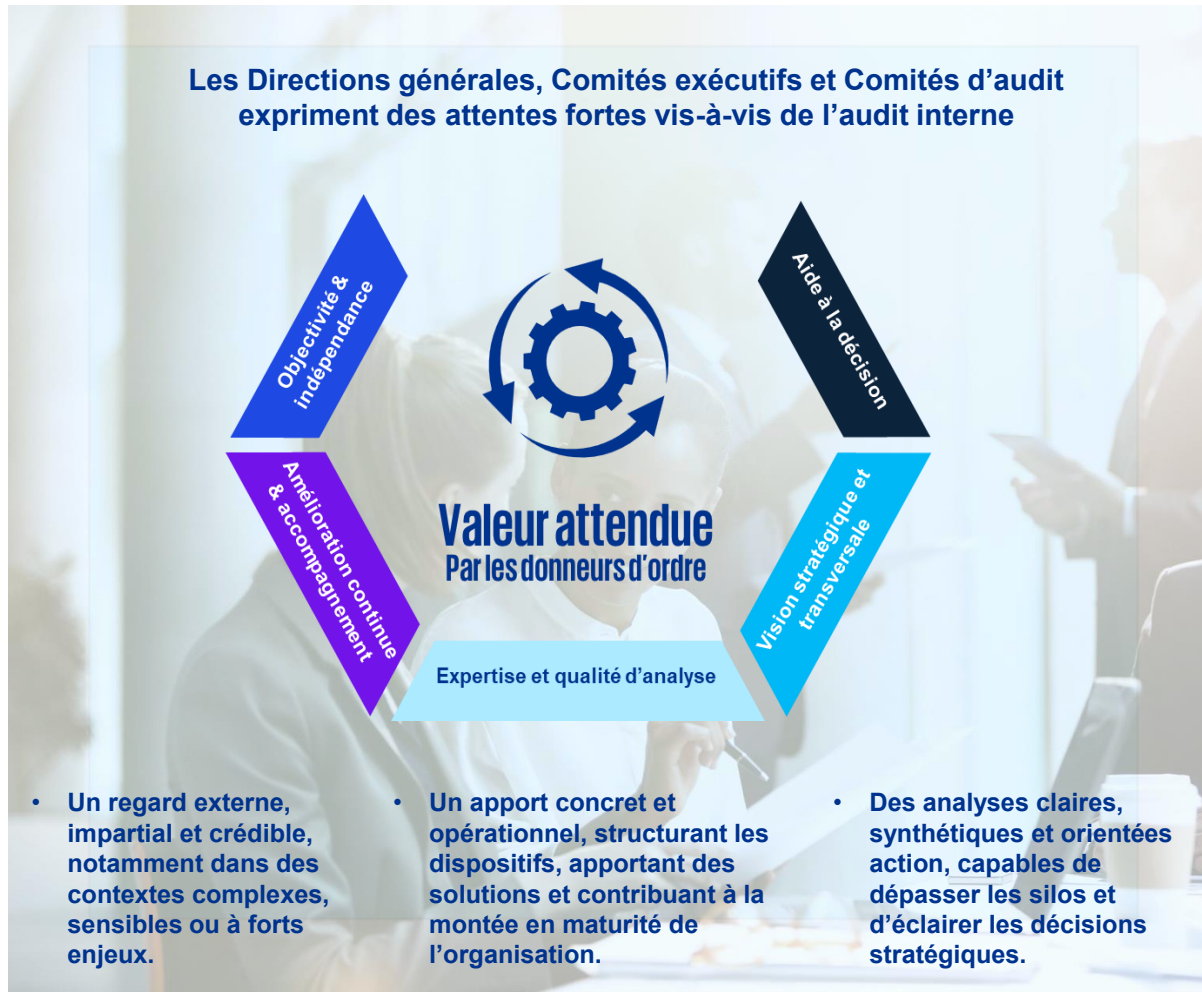 Les Directions générales, Comités exécutifs et Comités d’audit
expriment des attentes fortes vis-à-vis de l’audit interne
Objectivité &
indépendance
Aide à la décision
Amélioration continue
& accompagnement
Valeur attendue
Par les donneurs d’ordre
Vision stratégique et
transversale
Expertise et qualité d’analyse
• Un regard externe,
impartial et crédible,
notamment dans des
contextes complexes,
sensibles ou à forts
enjeux.
• Un apport concret et
opérationnel, structurant les
dispositifs, apportant des
solutions et contribuant à la
montée en maturité de
l’organisation.
• Des analyses claires,
synthétiques et orientées
action, capables de
dépasser les silos et
d’éclairer les décisions
stratégiques.